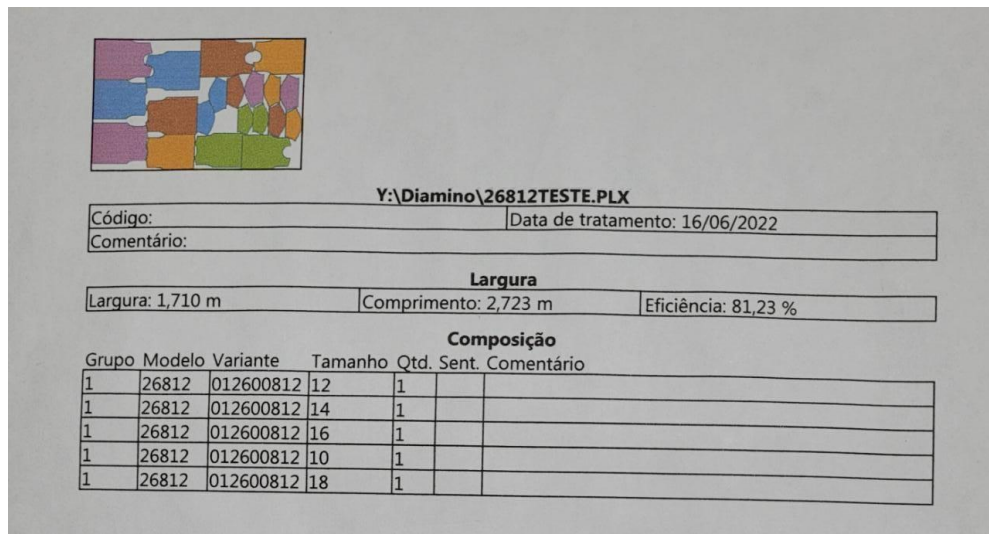 Y:\Diamino\26812TESTE.PLX
Código: Data de tratamento: 16/06/2022
Comentário:
Largura
Largura: 1,710 m Comprimento: 2,723 m Eficiência: 81,23 %
Composição
Grupo Modelo Variante Tamanho Qtd. Sent. Comentário
1 26812 012600812 12 1
1 26812 012600812 14 1
1 26812 012600812 16 1
1 26812 012600812 10 1
1 26812 012600812 18 1